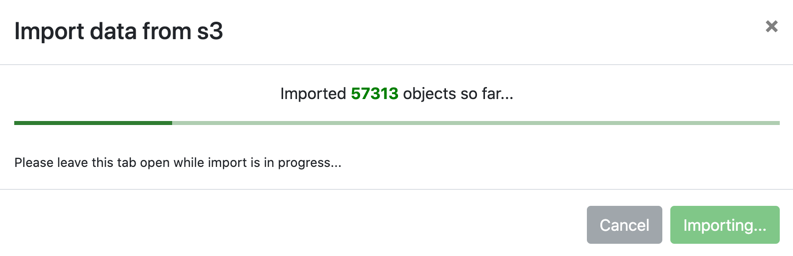 Import data from s3
×
Imported 57313 objects so far...
Please leave this tab open while import is in progress...
Cancel
Importing...